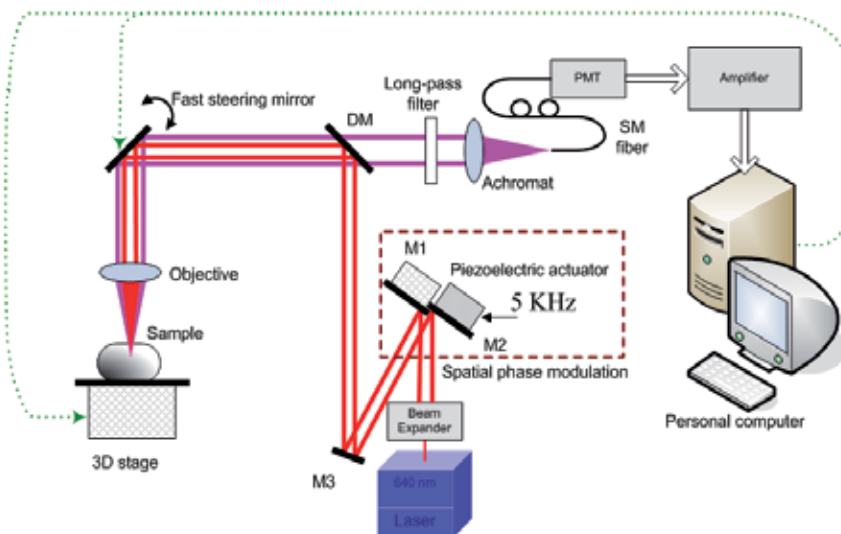 PMT
Amplifier
Long-pass
filter
Fast steering mirror
DM
SM
fiber
Achromat
Objective
M1
Piezoelectric actuator
5 KHz
Sample
M2
Spatial phase modulation
Beam
Expander
Personal computer
3D stage
M3
640 nm
Laser